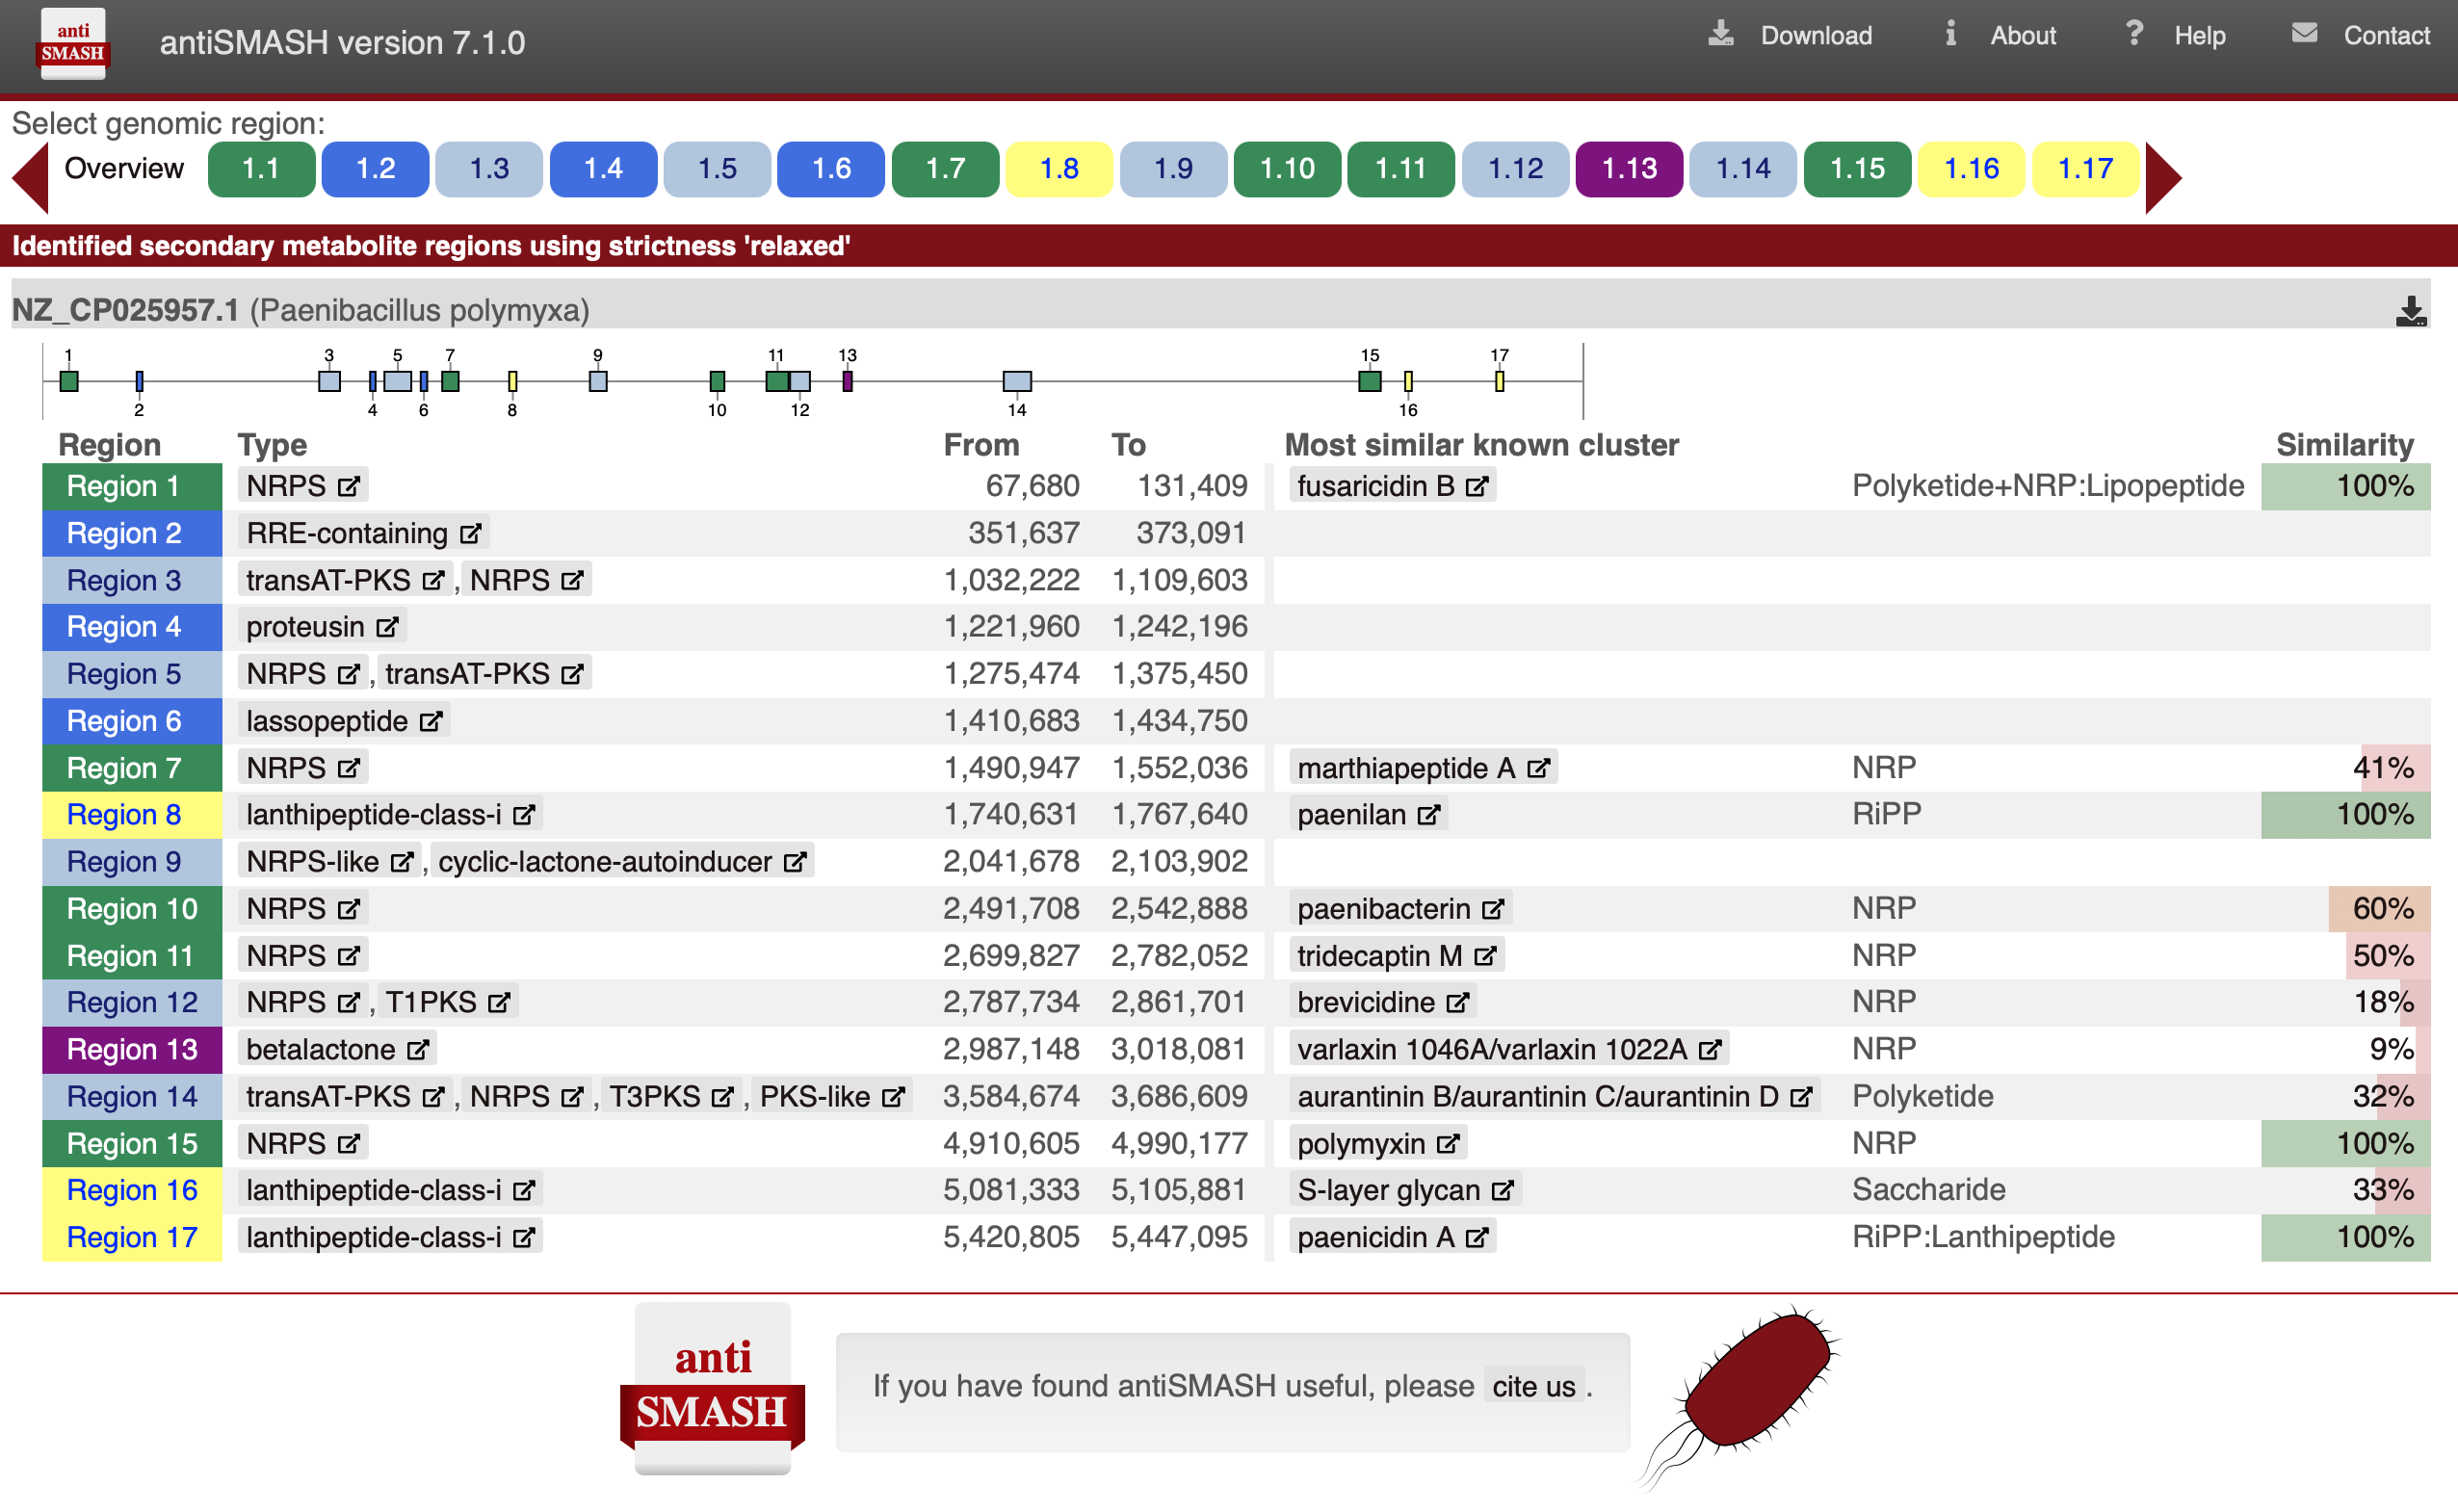 anti
SMASH
antiSMASH version 7.1.0
Download
About
Help
Contact
Select genomic region:
Overview 1.1 1.2 1.3 1.4 1.5 1.6 1.7 1.8 1.9 1.10 1.11 1.12 1.13 1.14 1.15 1.16 1.17
Identified secondary metabolite regions using strictness 'relaxed'
NZ_CP025957.1 (Paenibacillus polymyxa)
1 3 5 7 9 11 13 15 17
2 4 6 8 10 12 14 16
Region Type From To Most similar known cluster Similarity
Region 1 NRPS 67,680 131,409 fusaricidin B Polyketide+NRP:Lipopeptide 100%
Region 2 RRE-containing 351,637 373,091
Region 3 transAT-PKS , NRPS 1,032,222 1,109,603
Region 4 proteusin 1,221,960 1,242,196
Region 5 NRPS , transAT-PKS 1,275,474 1,375,450
Region 6 lassopeptide 1,410,683 1,434,750
Region 7 NRPS 1,490,947 1,552,036 marthiapeptide A NRP 41%
Region 8 lanthipeptide-class-i 1,740,631 1,767,640 paenilan RiPP 100%
Region 9 NRPS-like , cyclic-lactone-autoinducer 2,041,678 2,103,902
Region 10 NRPS 2,491,708 2,542,888 paenibacterin NRP 60%
Region 11 NRPS 2,699,827 2,782,052 tridecaptin M NRP 50%
Region 12 NRPS , T1PKS 2,787,734 2,861,701 brevicidine NRP 18%
Region 13 betalactone 2,987,148 3,018,081 varlaxin 1046A/varlaxin 1022A NRP 9%
Region 14 transAT-PKS , NRPS , T3PKS , PKS-like 3,584,674 3,686,609 aurantinin B/aurantinin C/aurantinin D Polyketide 32%
Region 15 NRPS 4,910,605 4,990,177 polymyxin NRP 100%
Region 16 lanthipeptide-class-i 5,081,333 5,105,881 S-layer glycan Saccharide 33%
Region 17 lanthipeptide-class-i 5,420,805 5,447,095 paenicidin A RiPP:Lanthipeptide 100%
anti
SMASH
If you have found antiSMASH useful, please cite us .